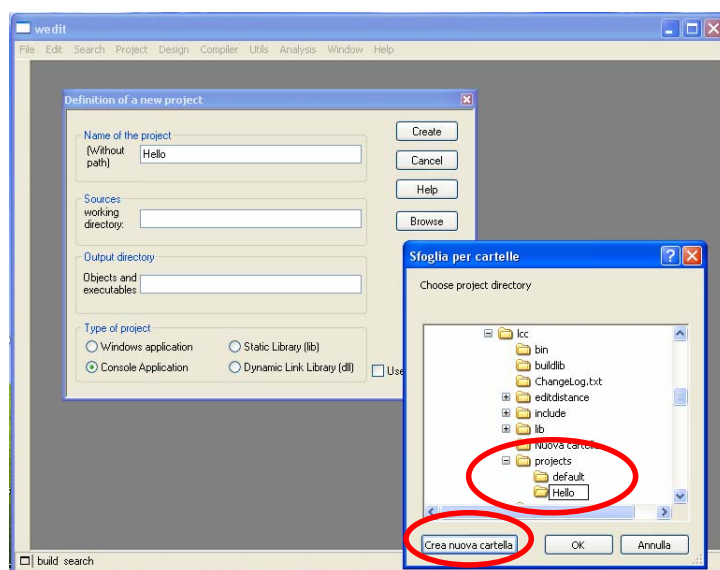 wedit
File Edit Search Project Design Compiler Utils Analysis Window Help
Definition of a new project
Name of the project
(Without path)
Hello
Create
Cancel
Help
Sources
working directory:
Browse
Output directory
Objects and executables
Type of project
Windows application
Static Library (lib)
Console Application
Dynamic Link Library (dll)
Use
Sfoglia per cartelle
Choose project directory
lcc
bin
buildlib
ChangeLog.txt
editdistance
include
lib
Nuova cartella
projects
default
Hello
Crea nuova cartella
OK
Annulla
build search